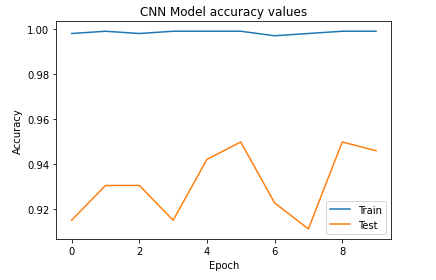 CNN Model accuracy values
1.00
0.98
0.96
0.94
0.92
Accuracy
0 2 4 6 8
Epoch
Train
Test